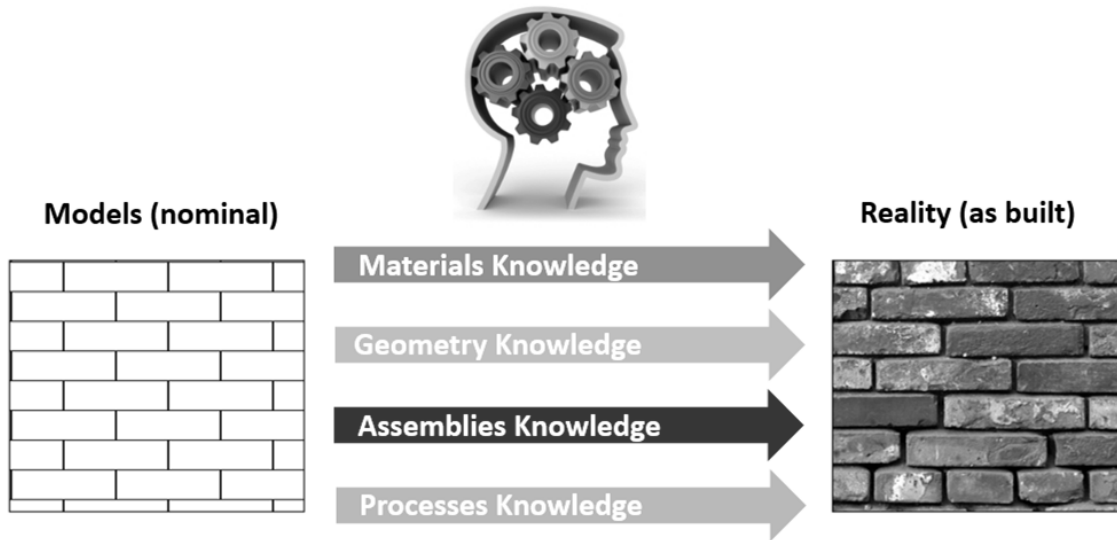 Models (nominal)
Reality (as built)
Materials Knowledge
Geometry Knowledge
Assemblies Knowledge
Processes Knowledge